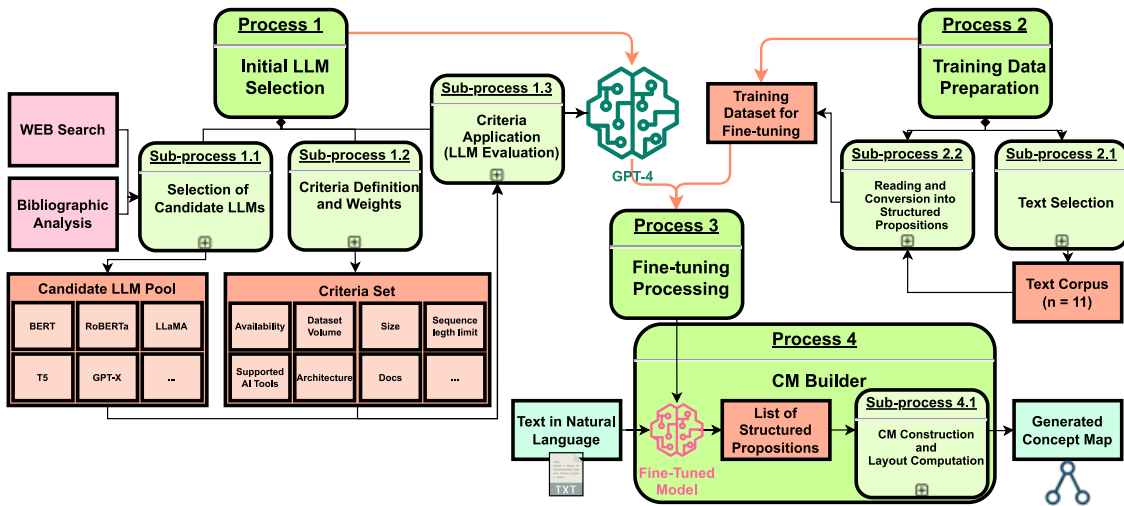 Process 1
Initial LLM
Selection
WEB Search
Bibliographic
Analysis
Sub-process 1.1
Selection of
Candidate LLMs
Sub-process 1.2
Criteria Definition
and Weights
Sub-process 1.3
Criteria
Application
(LLM Evaluation)
GPT-4
Candidate LLM Pool
BERT
RoBERTa
LLaMA
T5
GPT-X
...
Criteria Set
Availability
Dataset
Volume
Size
Sequence
legth limit
Supported
AI Tools
Architecture
Docs
...
Process 2
Training Data
Preparation
Training
Dataset for
Fine-tuning
Sub-process 2.2
Reading and
Conversion into
Structured
Propositions
Sub-process 2.1
Text Selection
Text Corpus
(n = 11)
Process 3
Fine-tuning
Processing
Process 4
CM Builder
Text in Natural
Language
TXT
Fine-Tuned
Model
List of
Structured
Propositions
Sub-process 4.1
CM Construction
and
Layout Computation
Generated
Concept Map